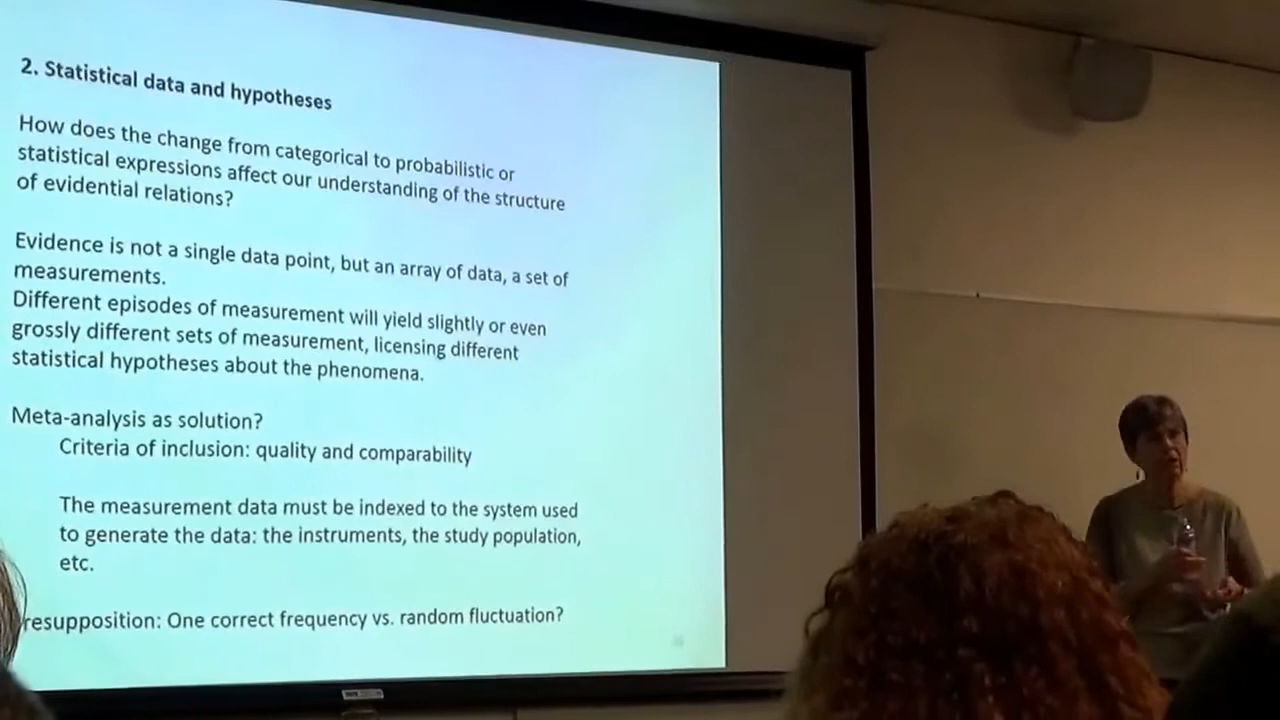 2. Statistical data and hypotheses
How does the change from categorical to probabilistic or
statistical expressions affect our understanding of the structure
of evidential relations?
Evidence is not a single data point, but an array of data, a set of
measurements.
Different episodes of measurement will yield slightly or even
grossly different sets of measurement, licensing different
statistical hypotheses about the phenomena.
Meta-analysis as solution?
Criteria of inclusion: quality and comparability
The measurement data must be indexed to the system used
to generate the data: the instruments, the study population,
etc.
resupposition: One correct frequency vs. random fluctuation?